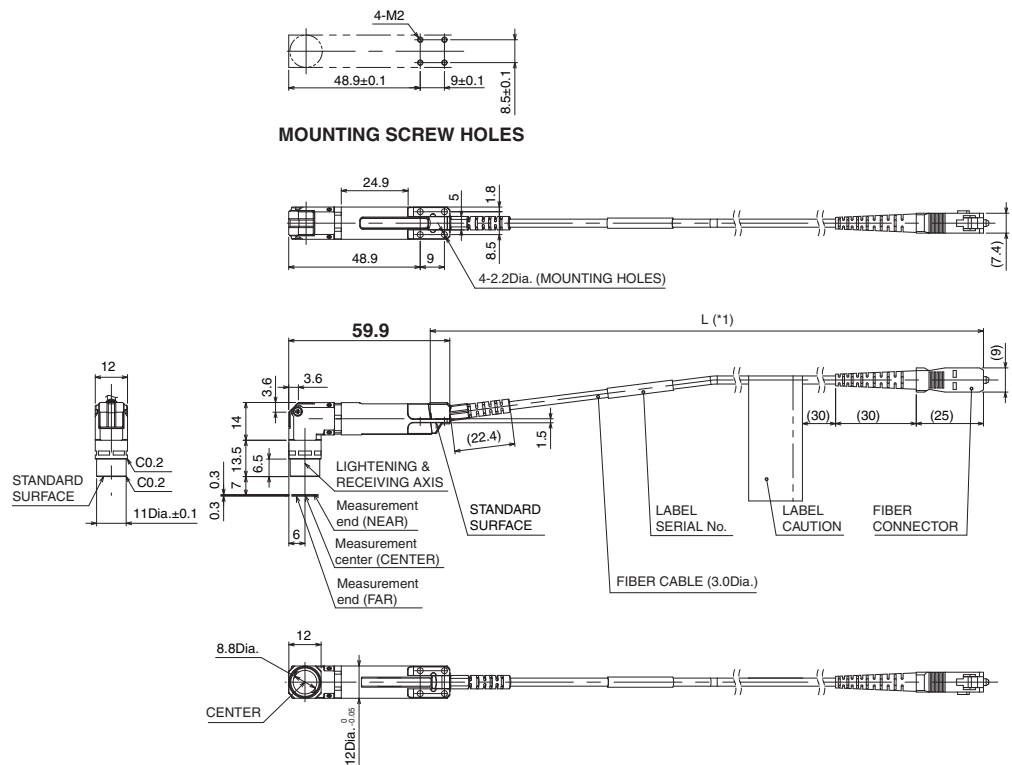 4-M2
48.9±0.1
9±0.1
8.5±0.1
MOUNTING SCREW HOLES
24.9
5
1.8
48.9
9
8.5
4-2.2Dia. (MOUNTING HOLES)
(7.4)
59.9
L (*1)
12
3.6
3.6
(9)
14
13.5
6.5
7
0.3
0.3
C0.2
C0.2
STANDARD
SURFACE
11Dia.±0.1
LIGHTENING &
RECEIVING AXIS
(22.4)
1.5
(30)
(30)
(25)
6
Measurement
end (NEAR)
Measurement
center (CENTER)
Measurement
end (FAR)
STANDARD
SURFACE
LABEL
SERIAL No.
LABEL
CAUTION
FIBER
CONNECTOR
FIBER CABLE (3.0Dia.)
12
8.8Dia.
CENTER
12Dia. 0 -0.05